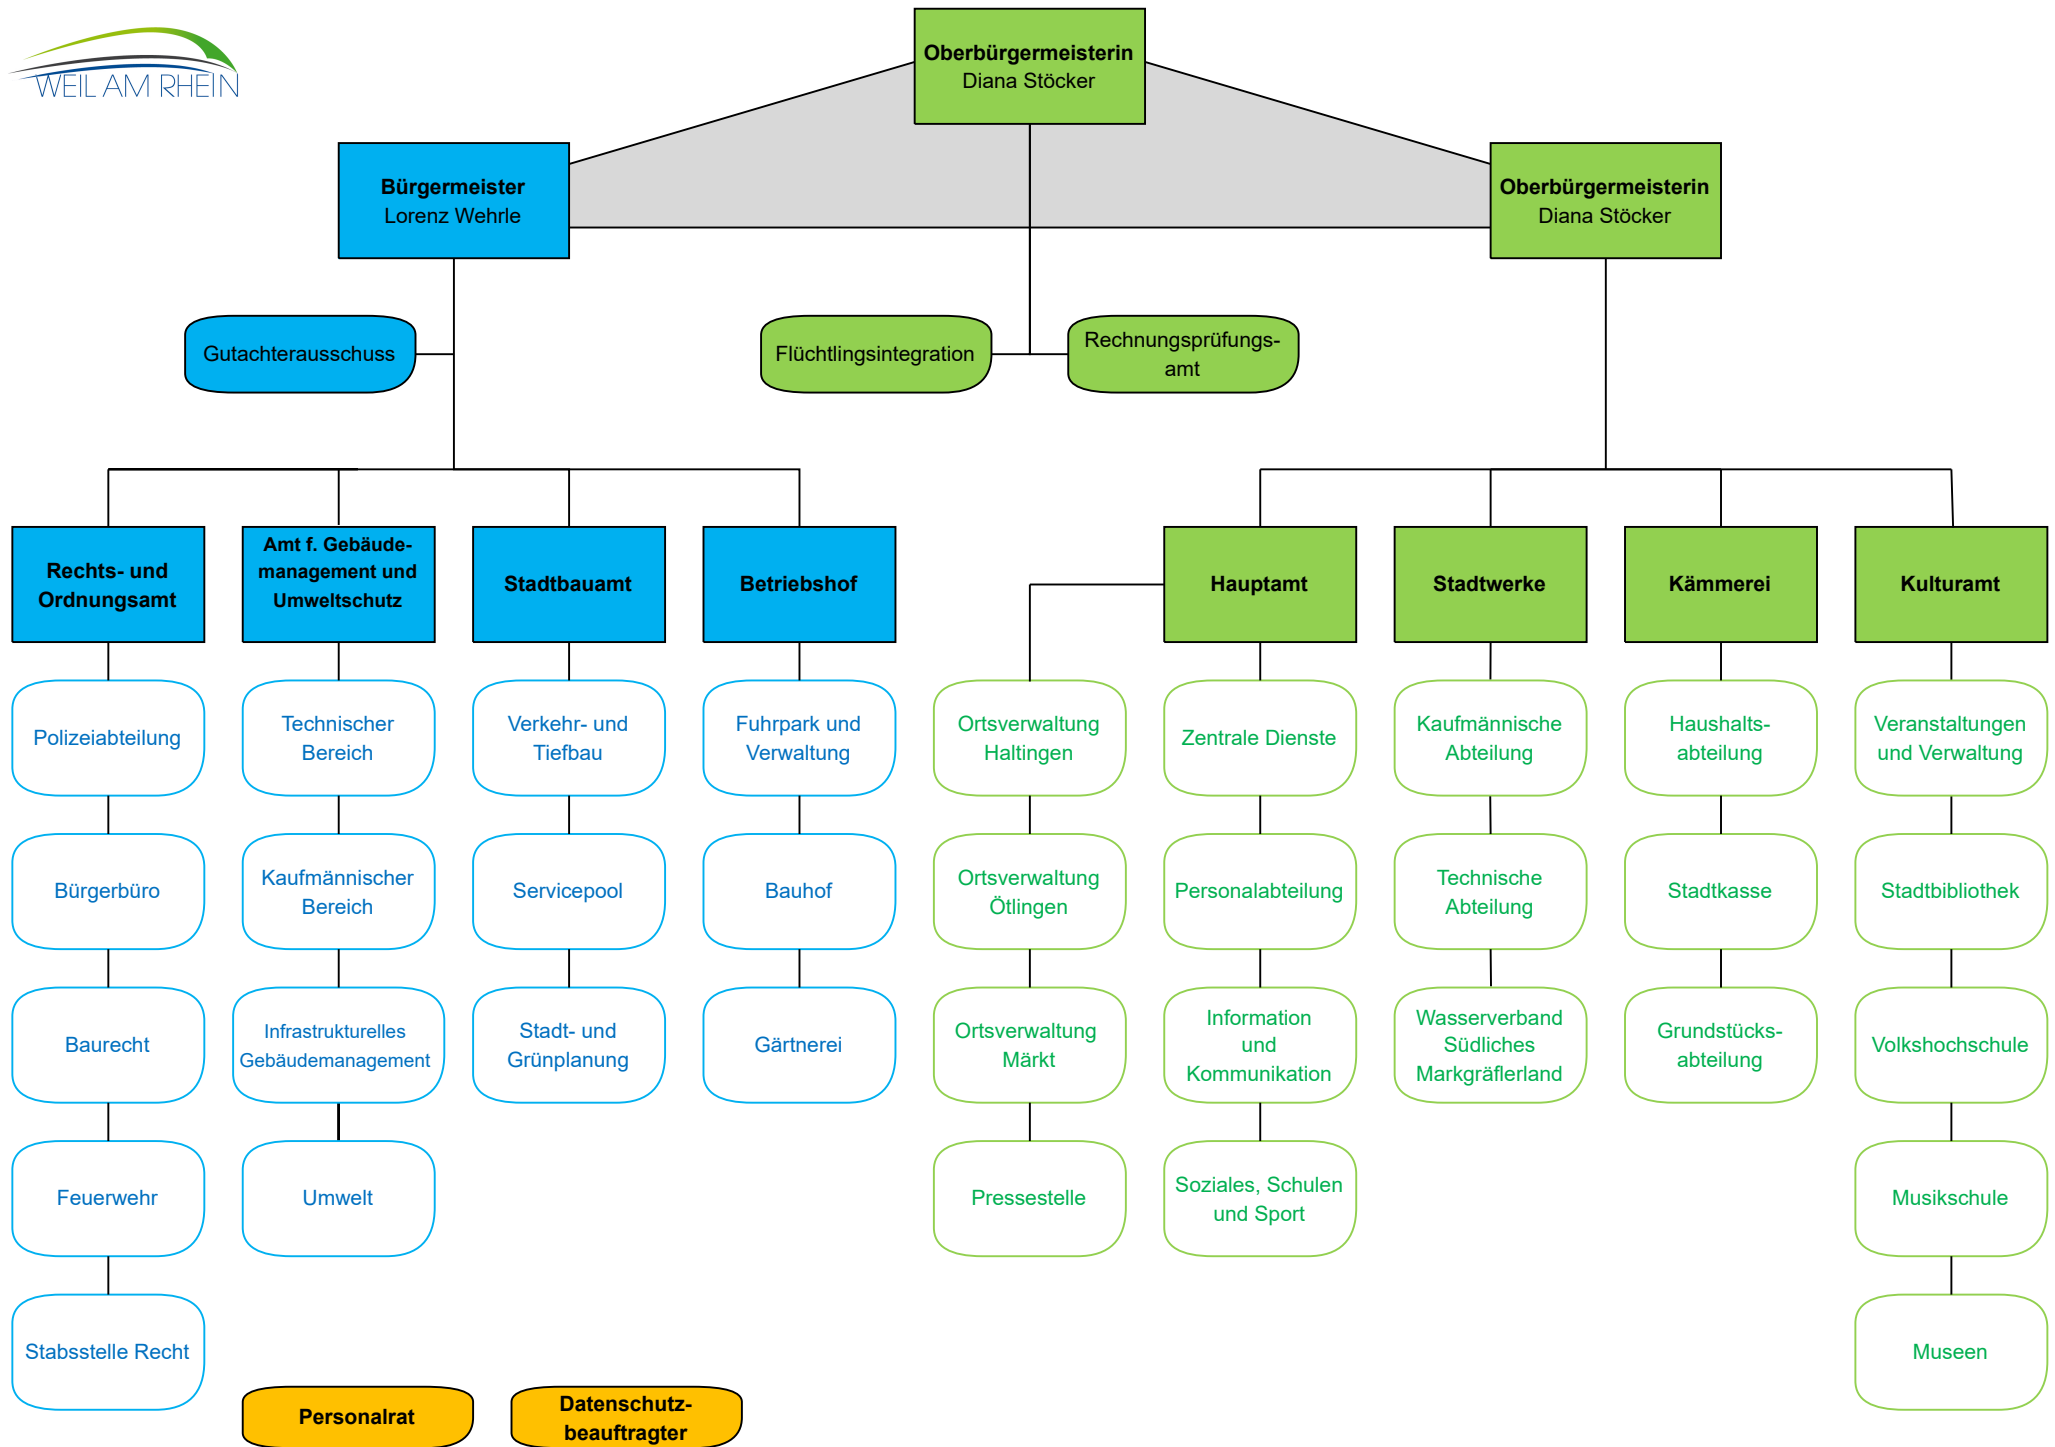 WEIL AM RHEIN
Oberbürgermeisterin
Diana Stöcker
Bürgermeister
Lorenz Wehrle
Oberbürgermeisterin
Diana Stöcker
Gutachterausschuss
Flüchtlingsintegration
Rechnungsprüfungs-
amt
Rechts- und
Ordnungsamt
Amt f. Gebäude-
management und
Umweltschutz
Stadtbauamt
Betriebshof
Hauptamt
Stadtwerke
Kämmerei
Kulturamt
Polizeiabteilung
Technischer
Bereich
Verkehr- und
Tiefbau
Fuhrpark und
Verwaltung
Ortsverwaltung
Haltingen
Zentrale Dienste
Kaufmännische
Abteilung
Haushalts-
abteilung
Veranstaltungen
und Verwaltung
Bürgerbüro
Kaufmännischer
Bereich
Servicepool
Bauhof
Ortsverwaltung
Ötlingen
Personalabteilung
Technische
Abteilung
Stadtkasse
Stadtbibliothek
Baurecht
Infrastrukturelles
Gebäudemanagement
Stadt- und
Grünplanung
Gärtnerei
Ortsverwaltung
Märkt
Information
und
Kommunikation
Wasserverband
Südliches
Markgräflerland
Grundstücks-
abteilung
Volkshochschule
Feuerwehr
Umwelt
Pressestelle
Soziales, Schulen
und Sport
Musikschule
Stabsstelle Recht
Museen
Personalrat
Datenschutz-
beauftragter